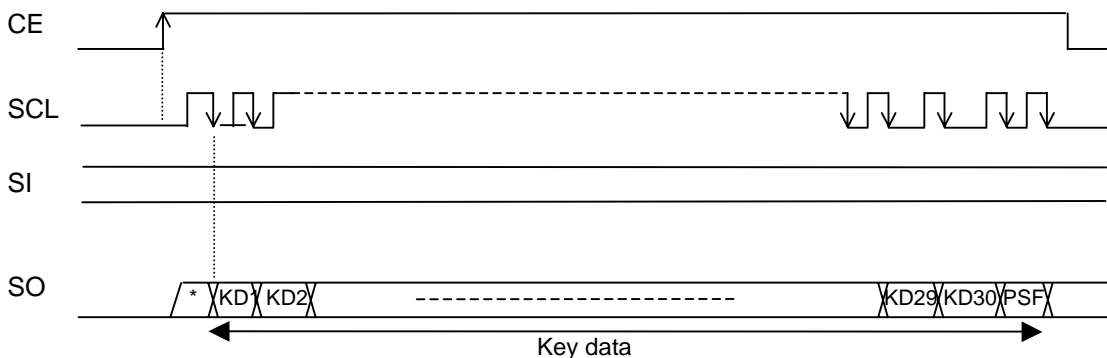 CE
SCL
SI
SO
* KD1 KD2 KD29 KD30 PSF
Key data